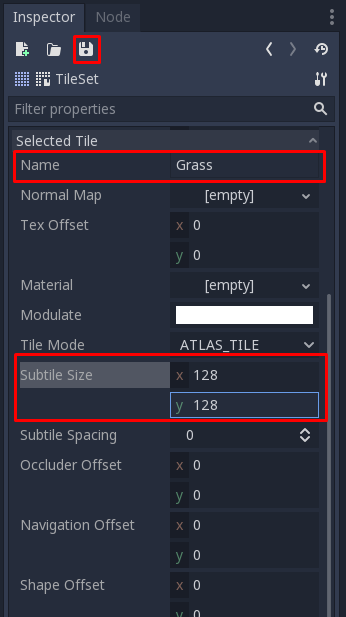 Inspector Node
TileSet
Filter properties
Selected Tile
Name Grass
Normal Map [empty]
Tex Offset x 0
y 0
Material [empty]
Modulate
Tile Mode ATLAS_TILE
Subtile Size x 128
y 128
Subtile Spacing 0
Occluder Offset x 0
y 0
Navigation Offset x 0
y 0
Shape Offset x 0
y 0